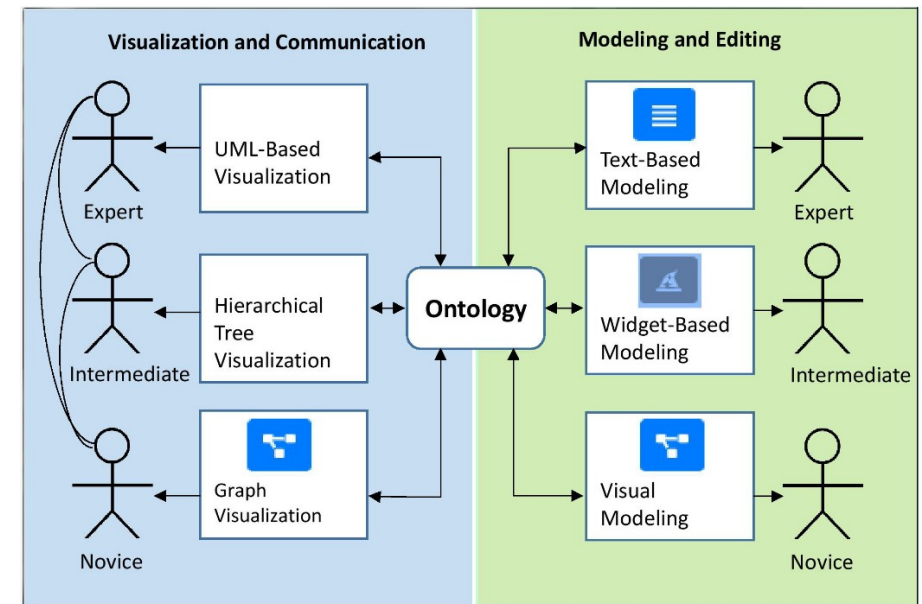 Visualization and Communication
UML-Based
Visualization
Expert
Hierarchical
Tree
Visualization
Intermediate
Graph
Visualization
Novice
Ontology
Modeling and Editing
Text-Based
Modeling
Expert
Widget-Based
Modeling
Intermediate
Visual
Modeling
Novice